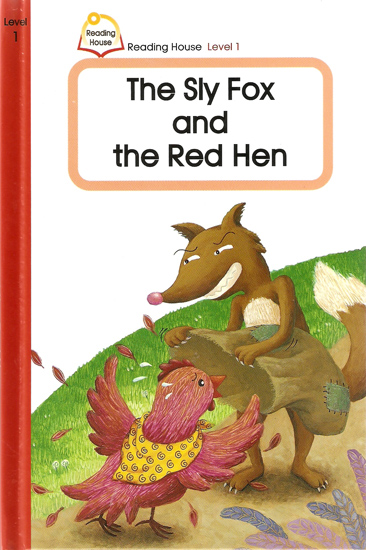 Level
1
Reading
House
Reading House Level 1
The Sly Fox
and
the Red Hen